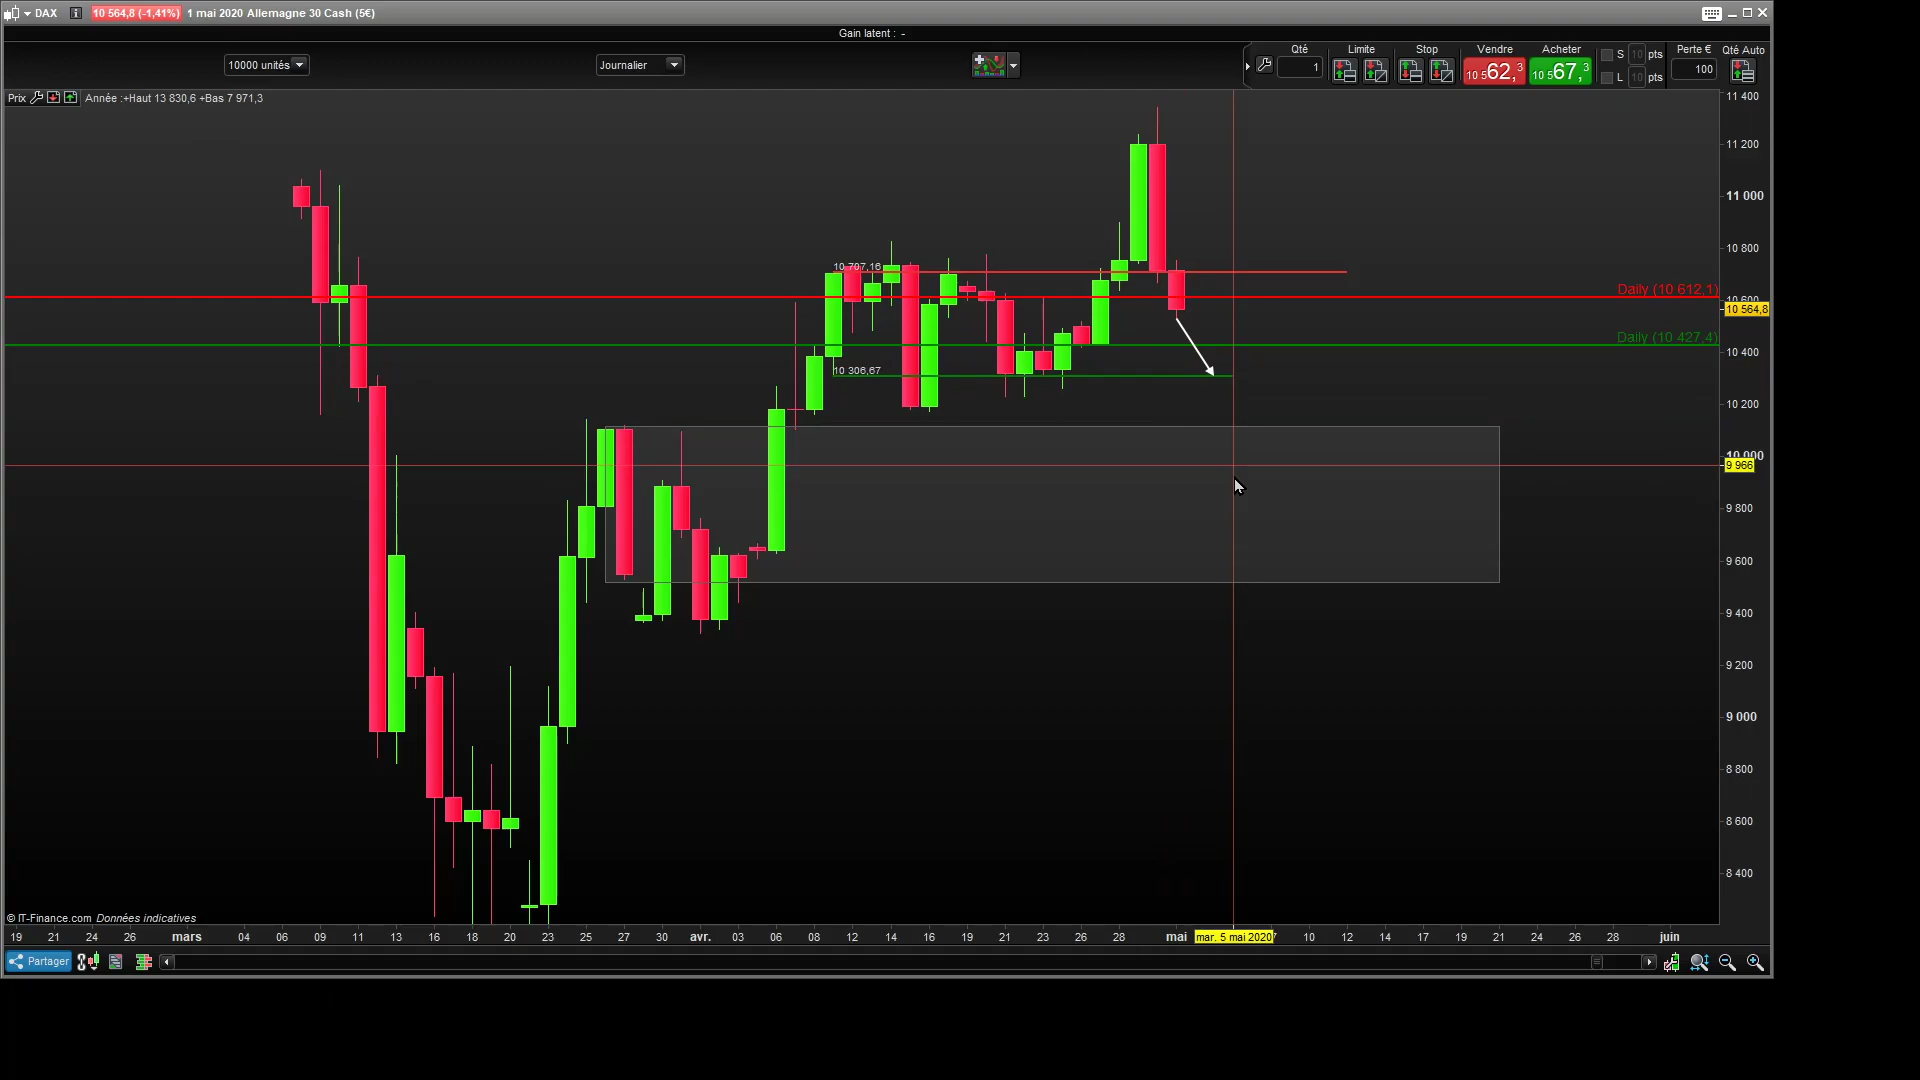 DAX 10 564,8 (-1,41%) 1 mai 2020 Allemagne 30 Cash (5€)
Gain latent : -
10000 unités Journalier
Qté Limite Stop Vendre Acheter S 10 pts Perte € Qté Auto
1 10 562,3 10 567,3 L 10 pts 100
Prix Année :+Haut 13 830,6 +Bas 7 971,3
11 400
11 200
11 000
10 800
10 707,16
Daily (10 612,1)
10 600
10 564,8
Daily (10 427,4)
10 400
10 306,67
10 200
10 000
9 966
9 800
9 600
9 400
9 200
9 000
8 800
8 600
8 400
© IT-Finance.com Données indicatives
19 21 24 26 mars 04 06 09 11 13 16 18 20 23 25 27 30 avr. 03 06 08 12 14 16 19 21 23 26 28 mai mar. 5 mai 2020 7 10 12 14 17 19 21 24 26 28 juin
Partager